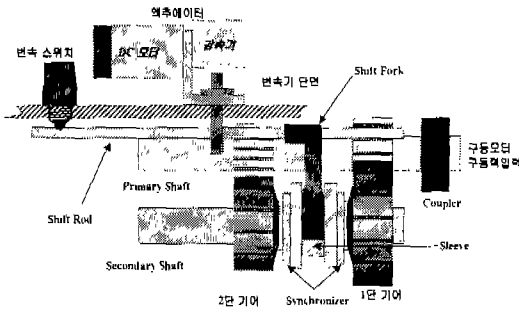 액추에이터
변속 스위치
DC 모터
감속기
변속기 단면
Shift Fork
구동모터
구동력입력
Primary Shaft
Coupler
Shift Rod
Sleeve
Secondary Shaft
2단 기어
Synchronizer
1단 기어